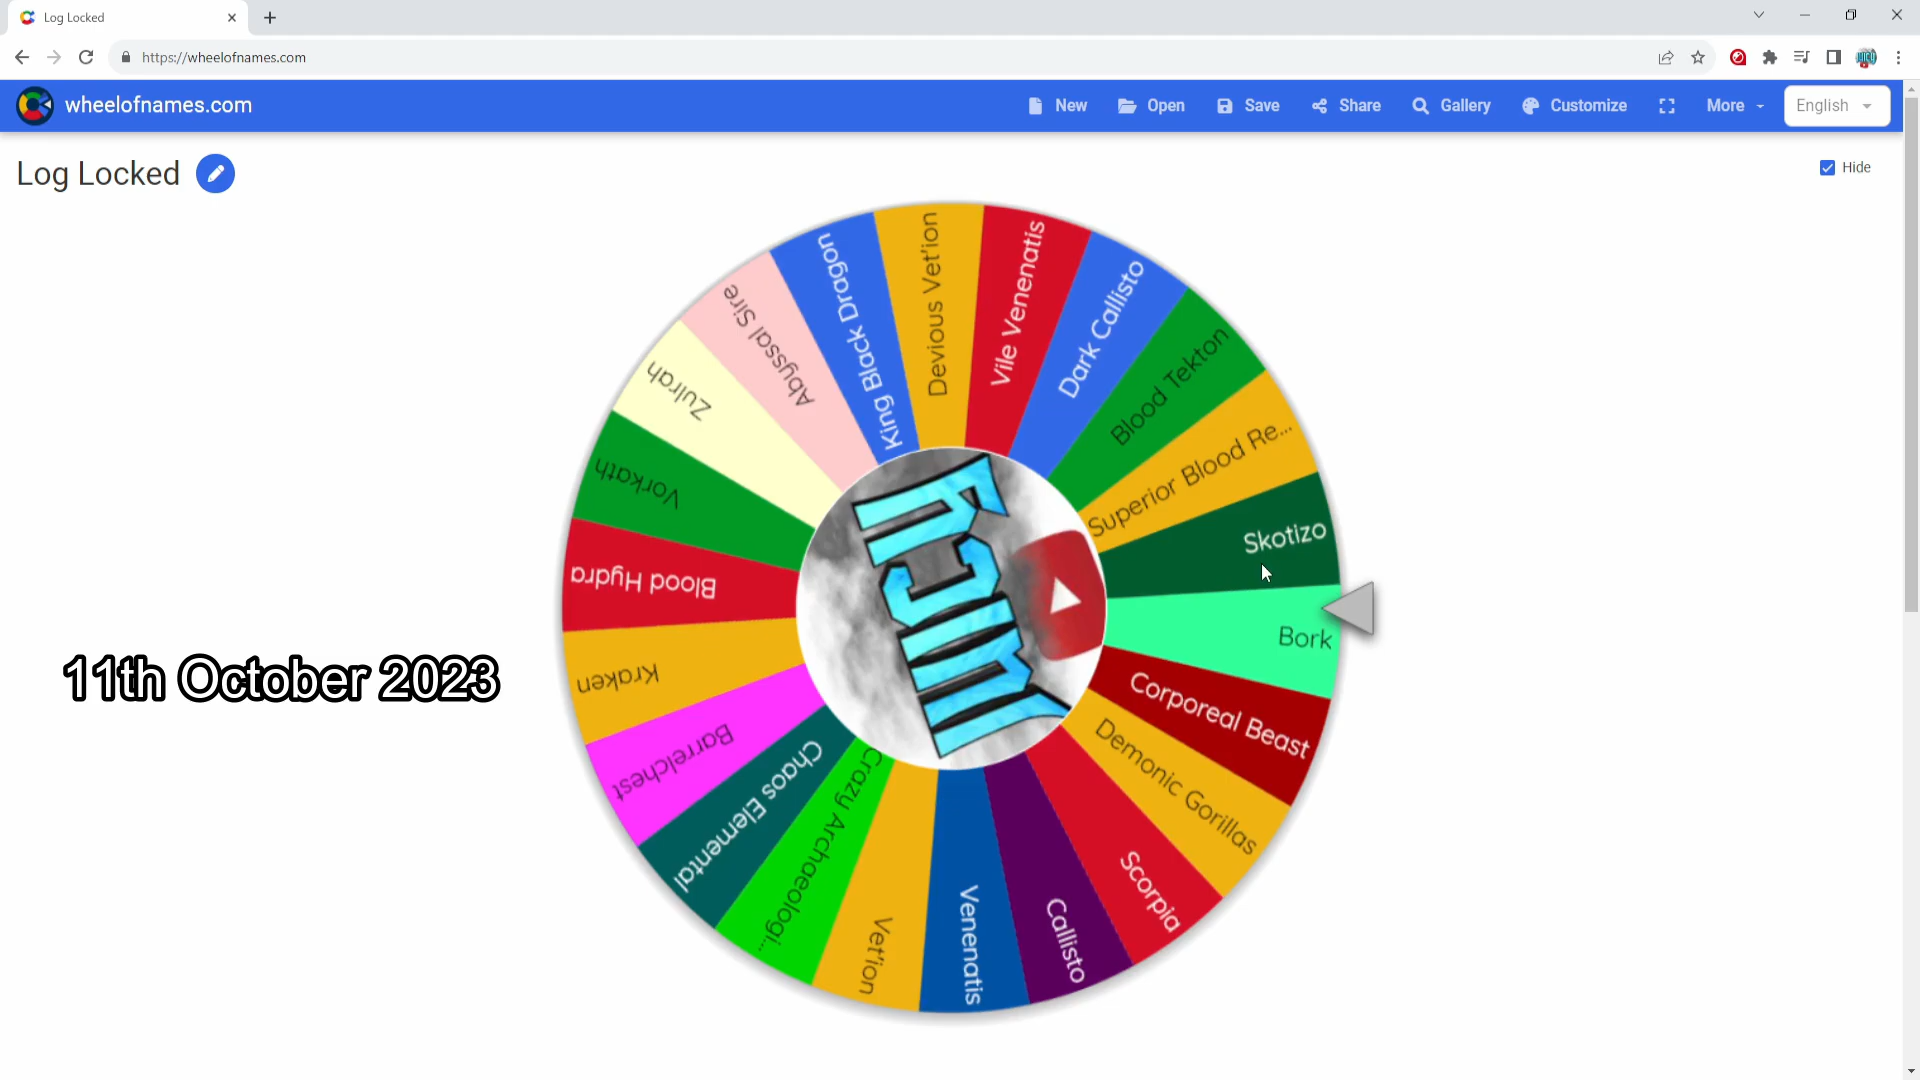 Log Locked
https://wheelofnames.com
wheelofnames.com
New
Open
Save
Share
Gallery
Customize
More
English
Log Locked
Hide
Devious Vet'ion
Vile Venenatis
Dark Callisto
Blood Tekton
Superior Blood Re...
Skotizo
Bork
Corporeal Beast
Demonic Gorillas
Scorpia
Callisto
Venenatis
Vet'ion
Crazy Archaeologi...
Chaos Elemental
Barrelchest
Kraken
Blood Hydra
Vorkath
Zulrah
Abyssal Sire
King Black Dragon
11th October 2023